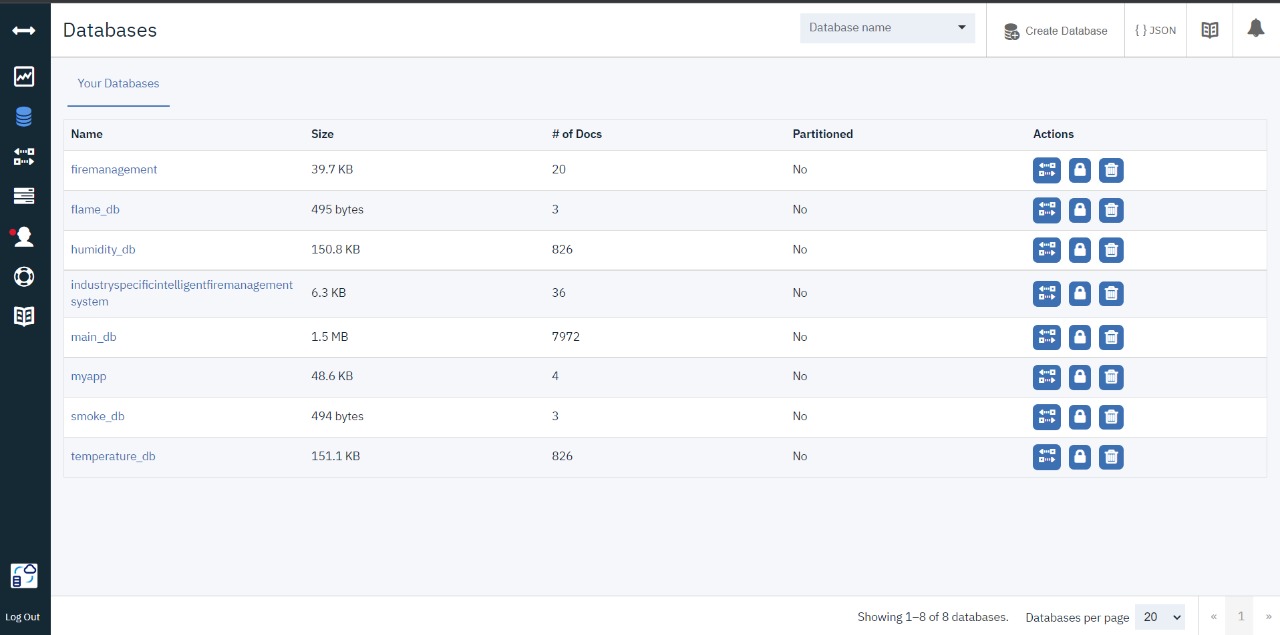 Databases
Database name
Create Database
{ } JSON
Your Databases
Name Size # of Docs Partitioned Actions
firemanagement 39.7 KB 20 No
flame_db 495 bytes 3 No
humidity_db 150.8 KB 826 No
industryspecificintelligentfiremanagement
system 6.3 KB 36 No
main_db 1.5 MB 7972 No
myapp 48.6 KB 4 No
smoke_db 494 bytes 3 No
temperature_db 151.1 KB 826 No
Log Out
Showing 1–8 of 8 databases. Databases per page 20 « 1 »